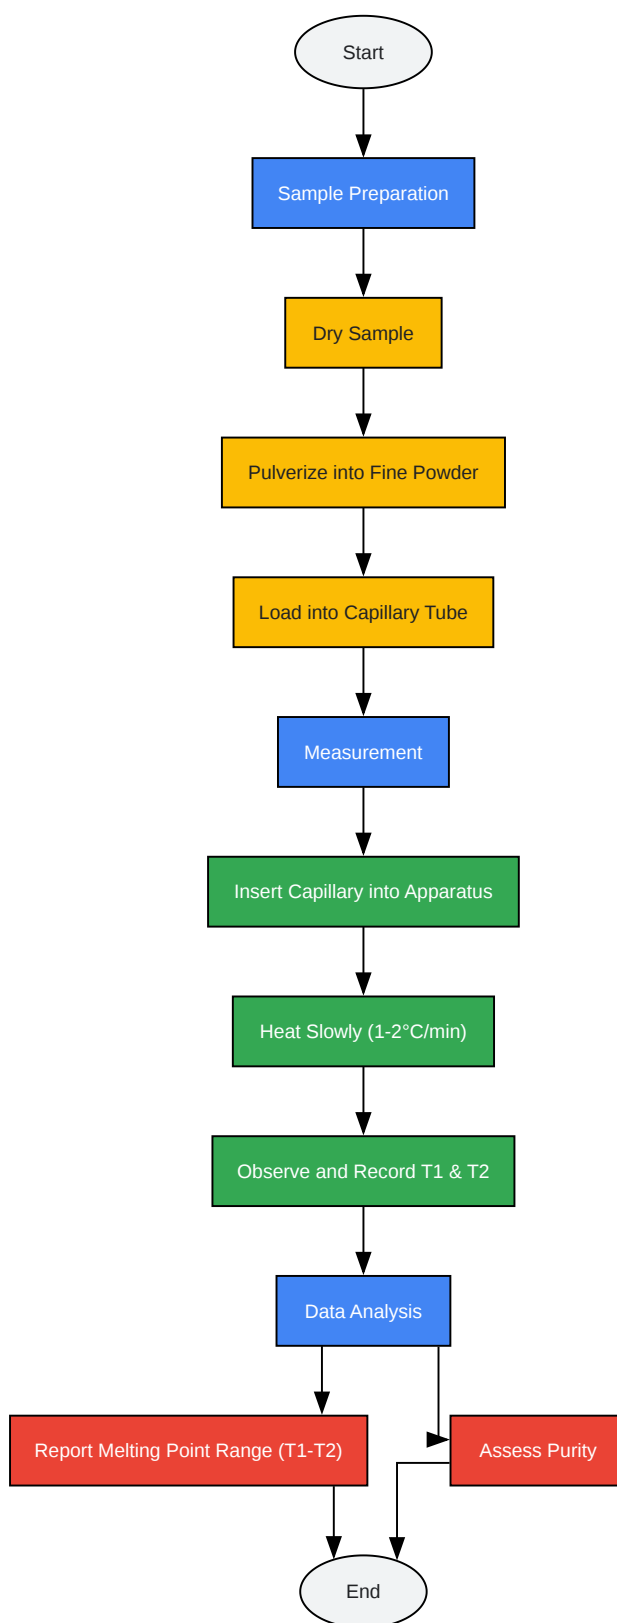 Start
Sample Preparation
Dry Sample
Pulverize into Fine Powder
Load into Capillary Tube
Measurement
Insert Capillary into Apparatus
Heat Slowly (1-2°C/min)
Observe and Record T1 & T2
Data Analysis
Report Melting Point Range (T1-T2)
Assess Purity
End